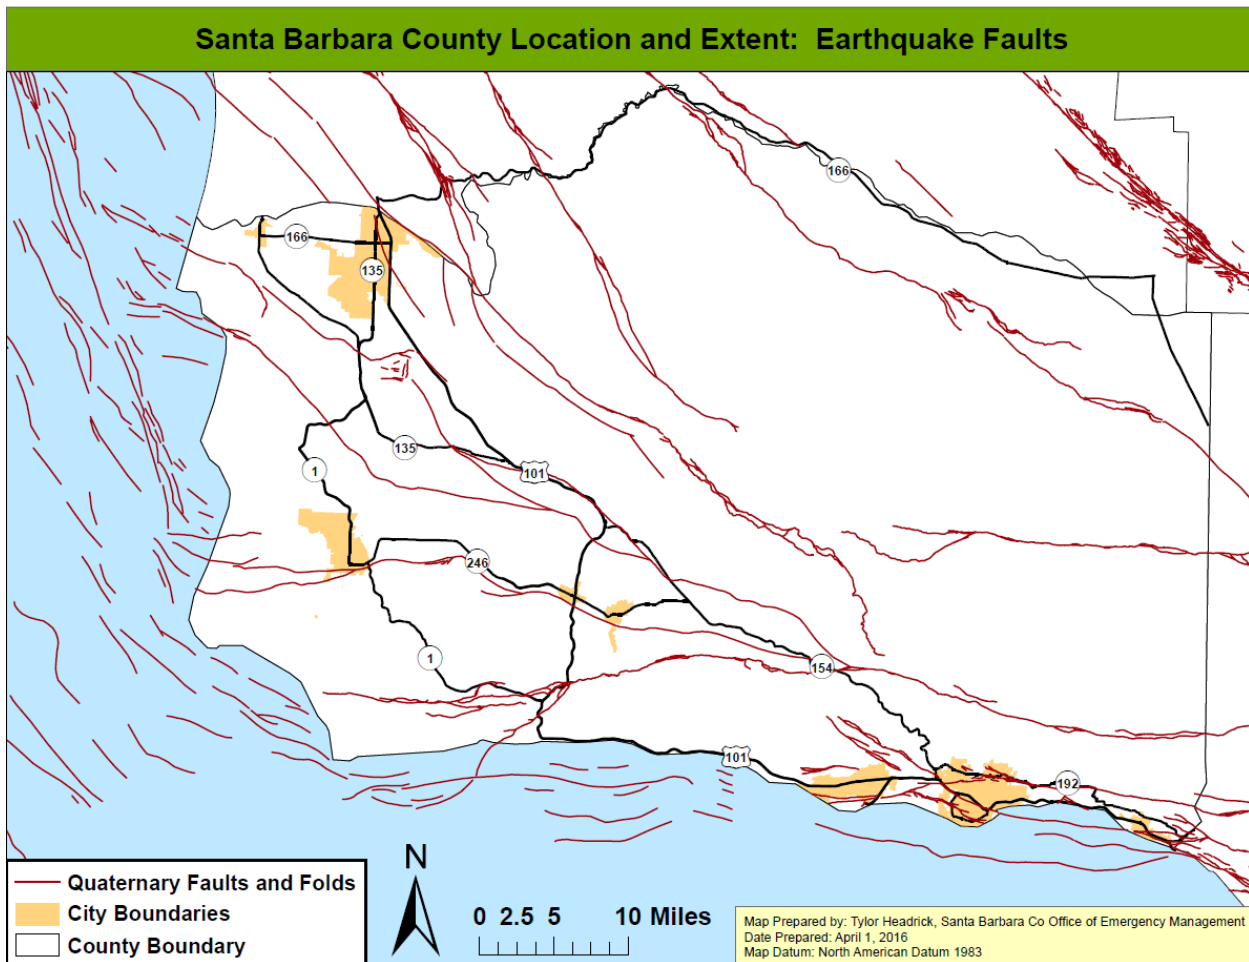 Santa Barbara County Location and Extent:  Earthquake Faults
166
166
135
135
101
1
246
1
154
101
192
Quaternary Faults and Folds
City Boundaries
County Boundary
N
0 2.5 5 10 Miles
Map Prepared by: Tylor Headrick, Santa Barbara Co Office of Emergency Management
Date Prepared: April 1, 2016
Map Datum: North American Datum 1983